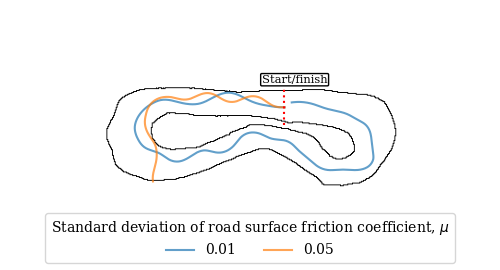 Start/finish
Standard deviation of road surface friction coefficient, μ
0.01 0.05